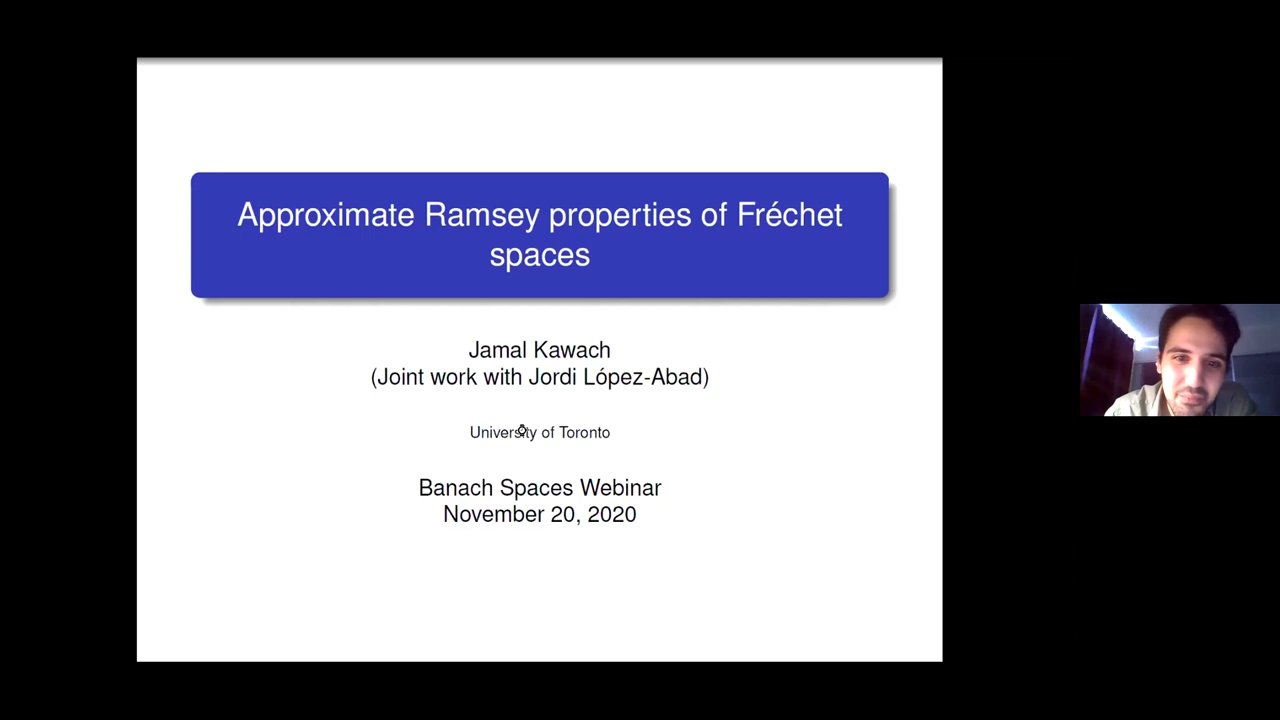 Approximate Ramsey properties of Fréchet
spaces
Jamal Kawach
(Joint work with Jordi López-Abad)
University of Toronto
Banach Spaces Webinar
November 20, 2020